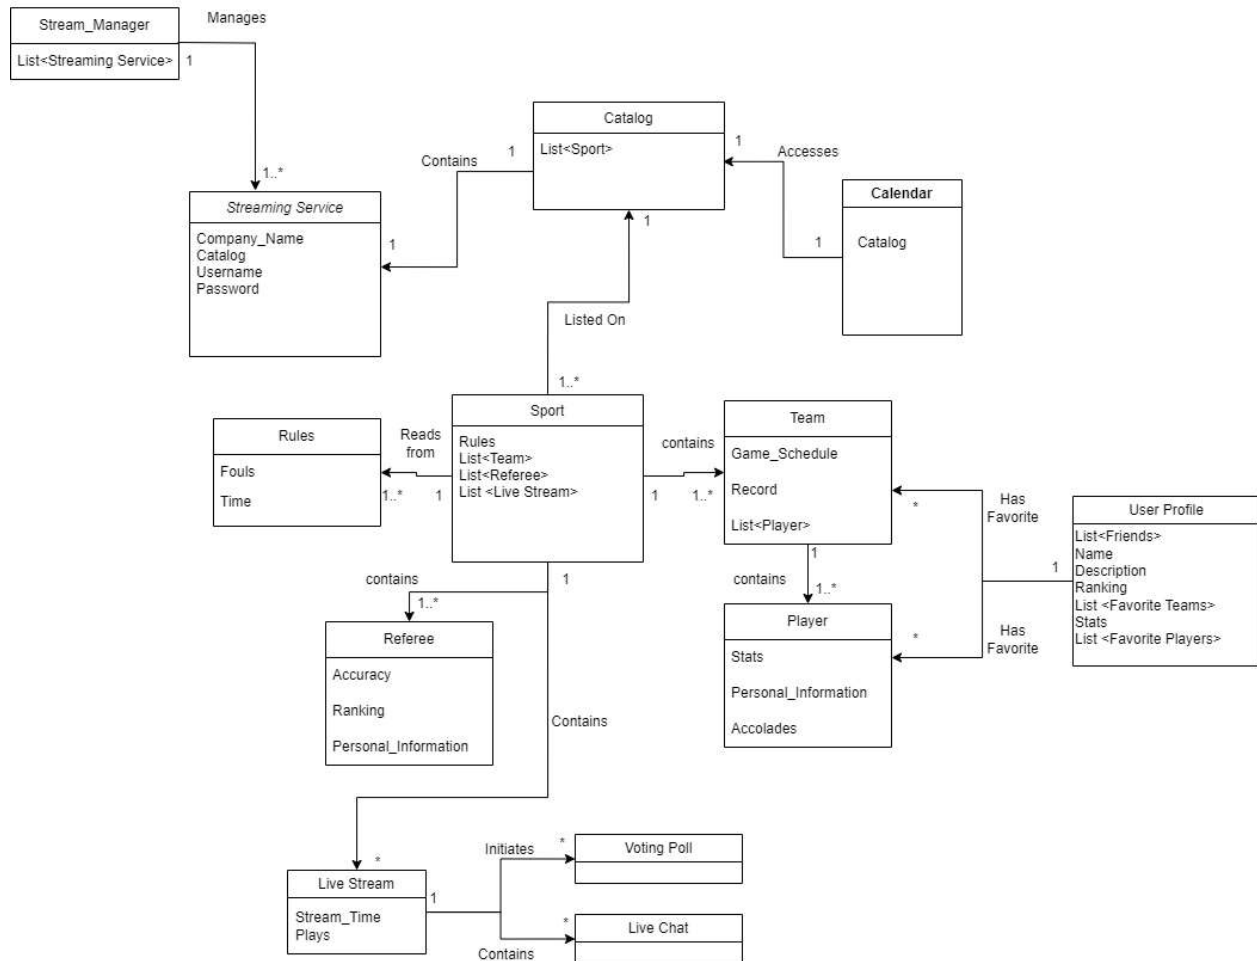 Stream_Manager
List<Streaming Service>
Manages
1
1..*
Streaming Service
Company_Name
Catalog
Username
Password
Contains
1
1
Catalog
List<Sport>
1
Accesses
1
Calendar
Catalog
1
Listed On
1..*
Sport
Rules
List<Team>
List<Referee>
List <Live Stream>
Reads
from
1..*
1
Rules
Fouls
Time
contains
1
1..*
Team
Game_Schedule
Record
List<Player>
1
contains
1..*
Player
Stats
Personal_Information
Accolades
*
Has
Favorite
*
Has
Favorite
1
User Profile
List<Friends>
Name
Description
Ranking
List <Favorite Teams>
Stats
List <Favorite Players>
contains
1
1..*
Referee
Accuracy
Ranking
Personal_Information
Contains
*
Live Stream
Stream_Time
Plays
1
Initiates
*
Voting Poll
*
Contains
Live Chat